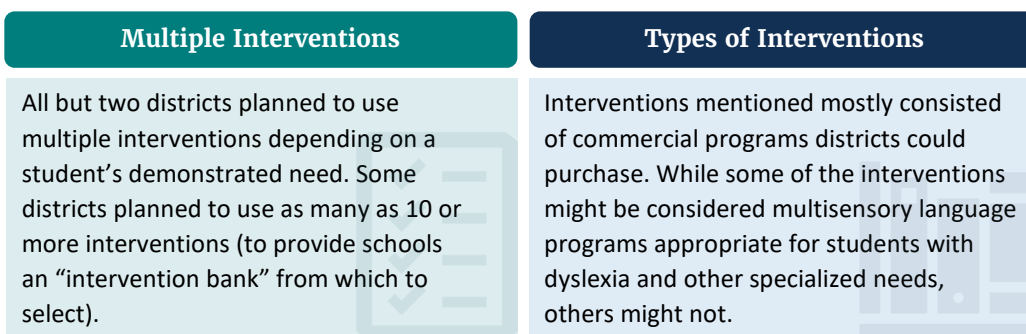 Multiple Interventions
All but two districts planned to use
multiple interventions depending on a
student’s demonstrated need. Some
districts planned to use as many as 10 or
more interventions (to provide schools
an “intervention bank” from which to
select).
Types of Interventions
Interventions mentioned mostly consisted
of commercial programs districts could
purchase. While some of the interventions
might be considered multisensory language
programs appropriate for students with
dyslexia and other specialized needs,
others might not.